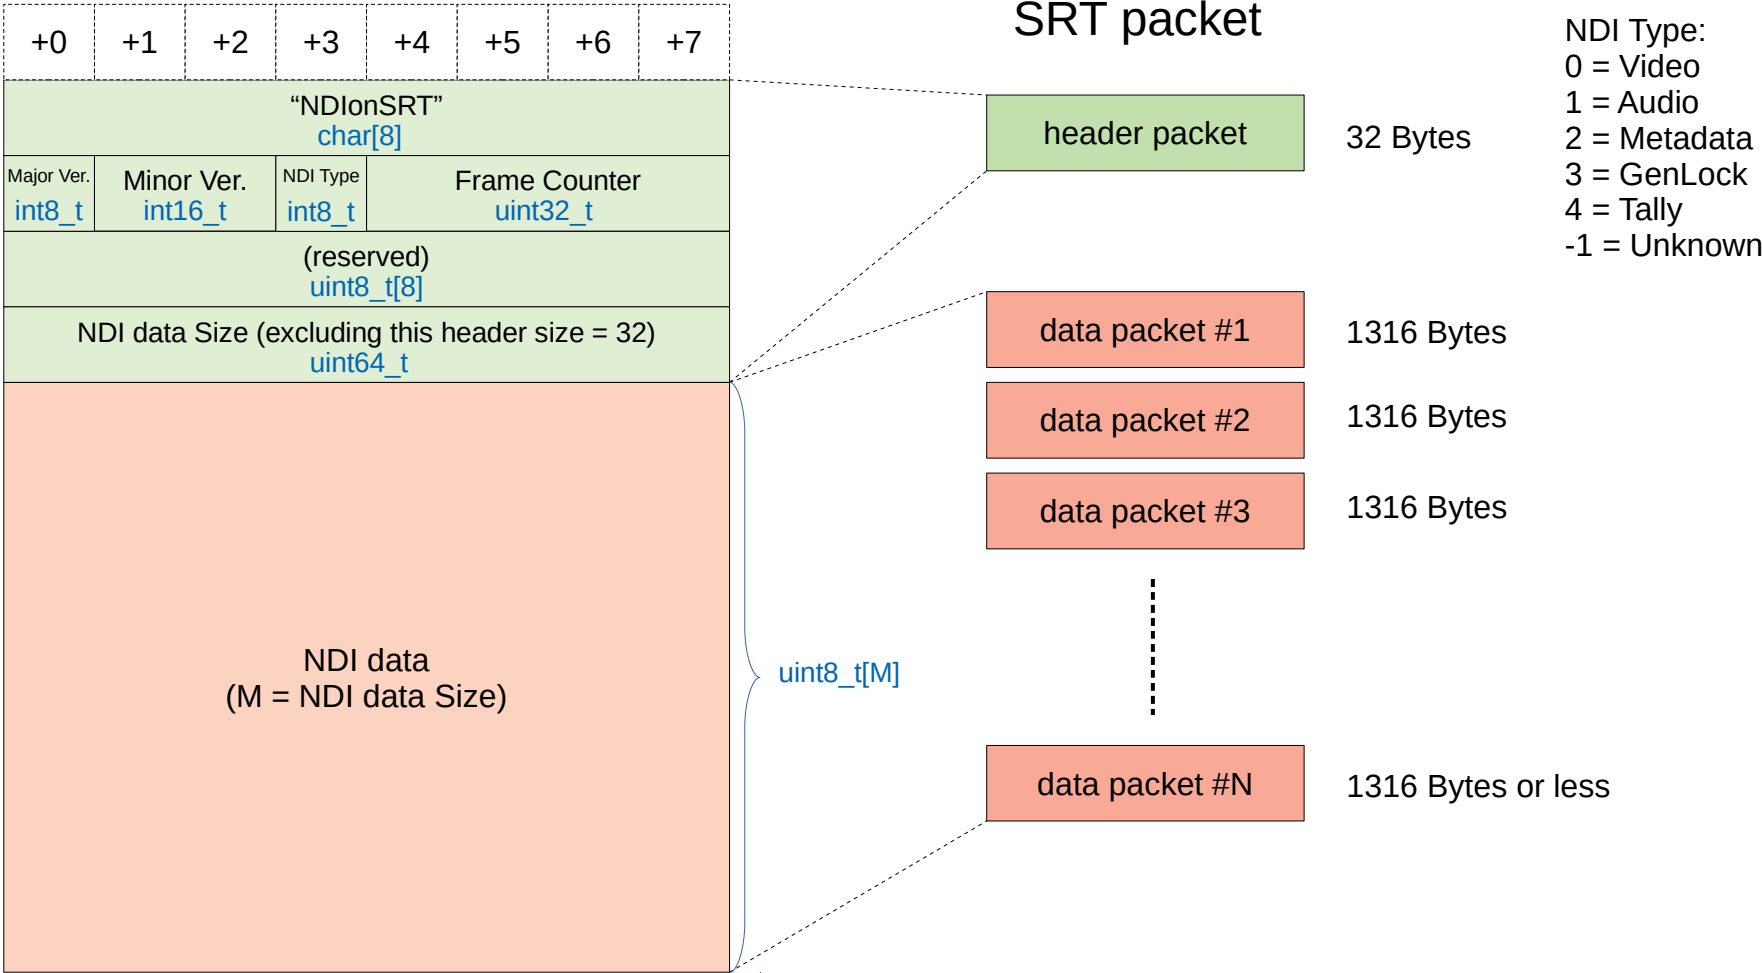 +0 +1 +2 +3 +4 +5 +6 +7
“NDIonSRT”
char[8]
Major Ver. Minor Ver. NDI Type Frame Counter
int8_t int16_t int8_t uint32_t
(reserved)
uint8_t[8]
NDI data Size (excluding this header size = 32)
uint64_t
NDI data
(M = NDI data Size)
uint8_t[M]
SRT packet
header packet 32 Bytes
data packet #1 1316 Bytes
data packet #2 1316 Bytes
data packet #3 1316 Bytes
data packet #N 1316 Bytes or less
NDI Type:
0 = Video
1 = Audio
2 = Metadata
3 = GenLock
4 = Tally
-1 = Unknown